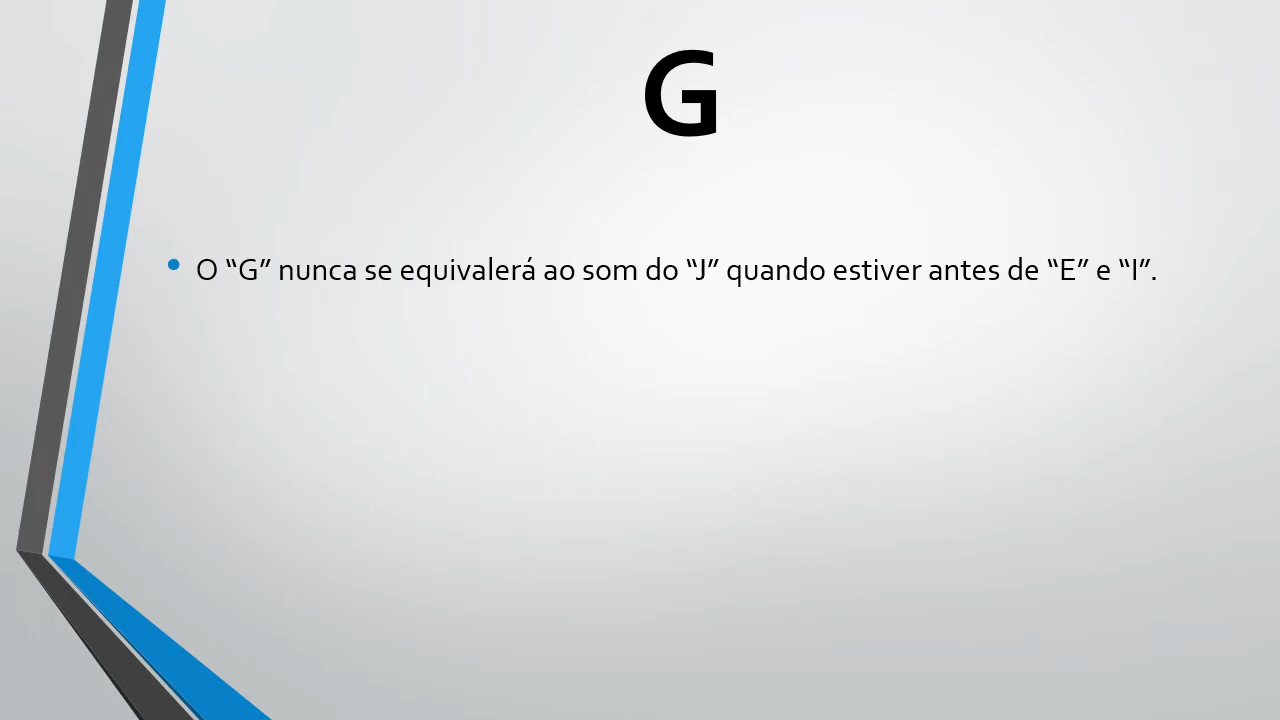 G
• O “G” nunca se equivalerá ao som do “J” quando estiver antes de “E” e “I”.